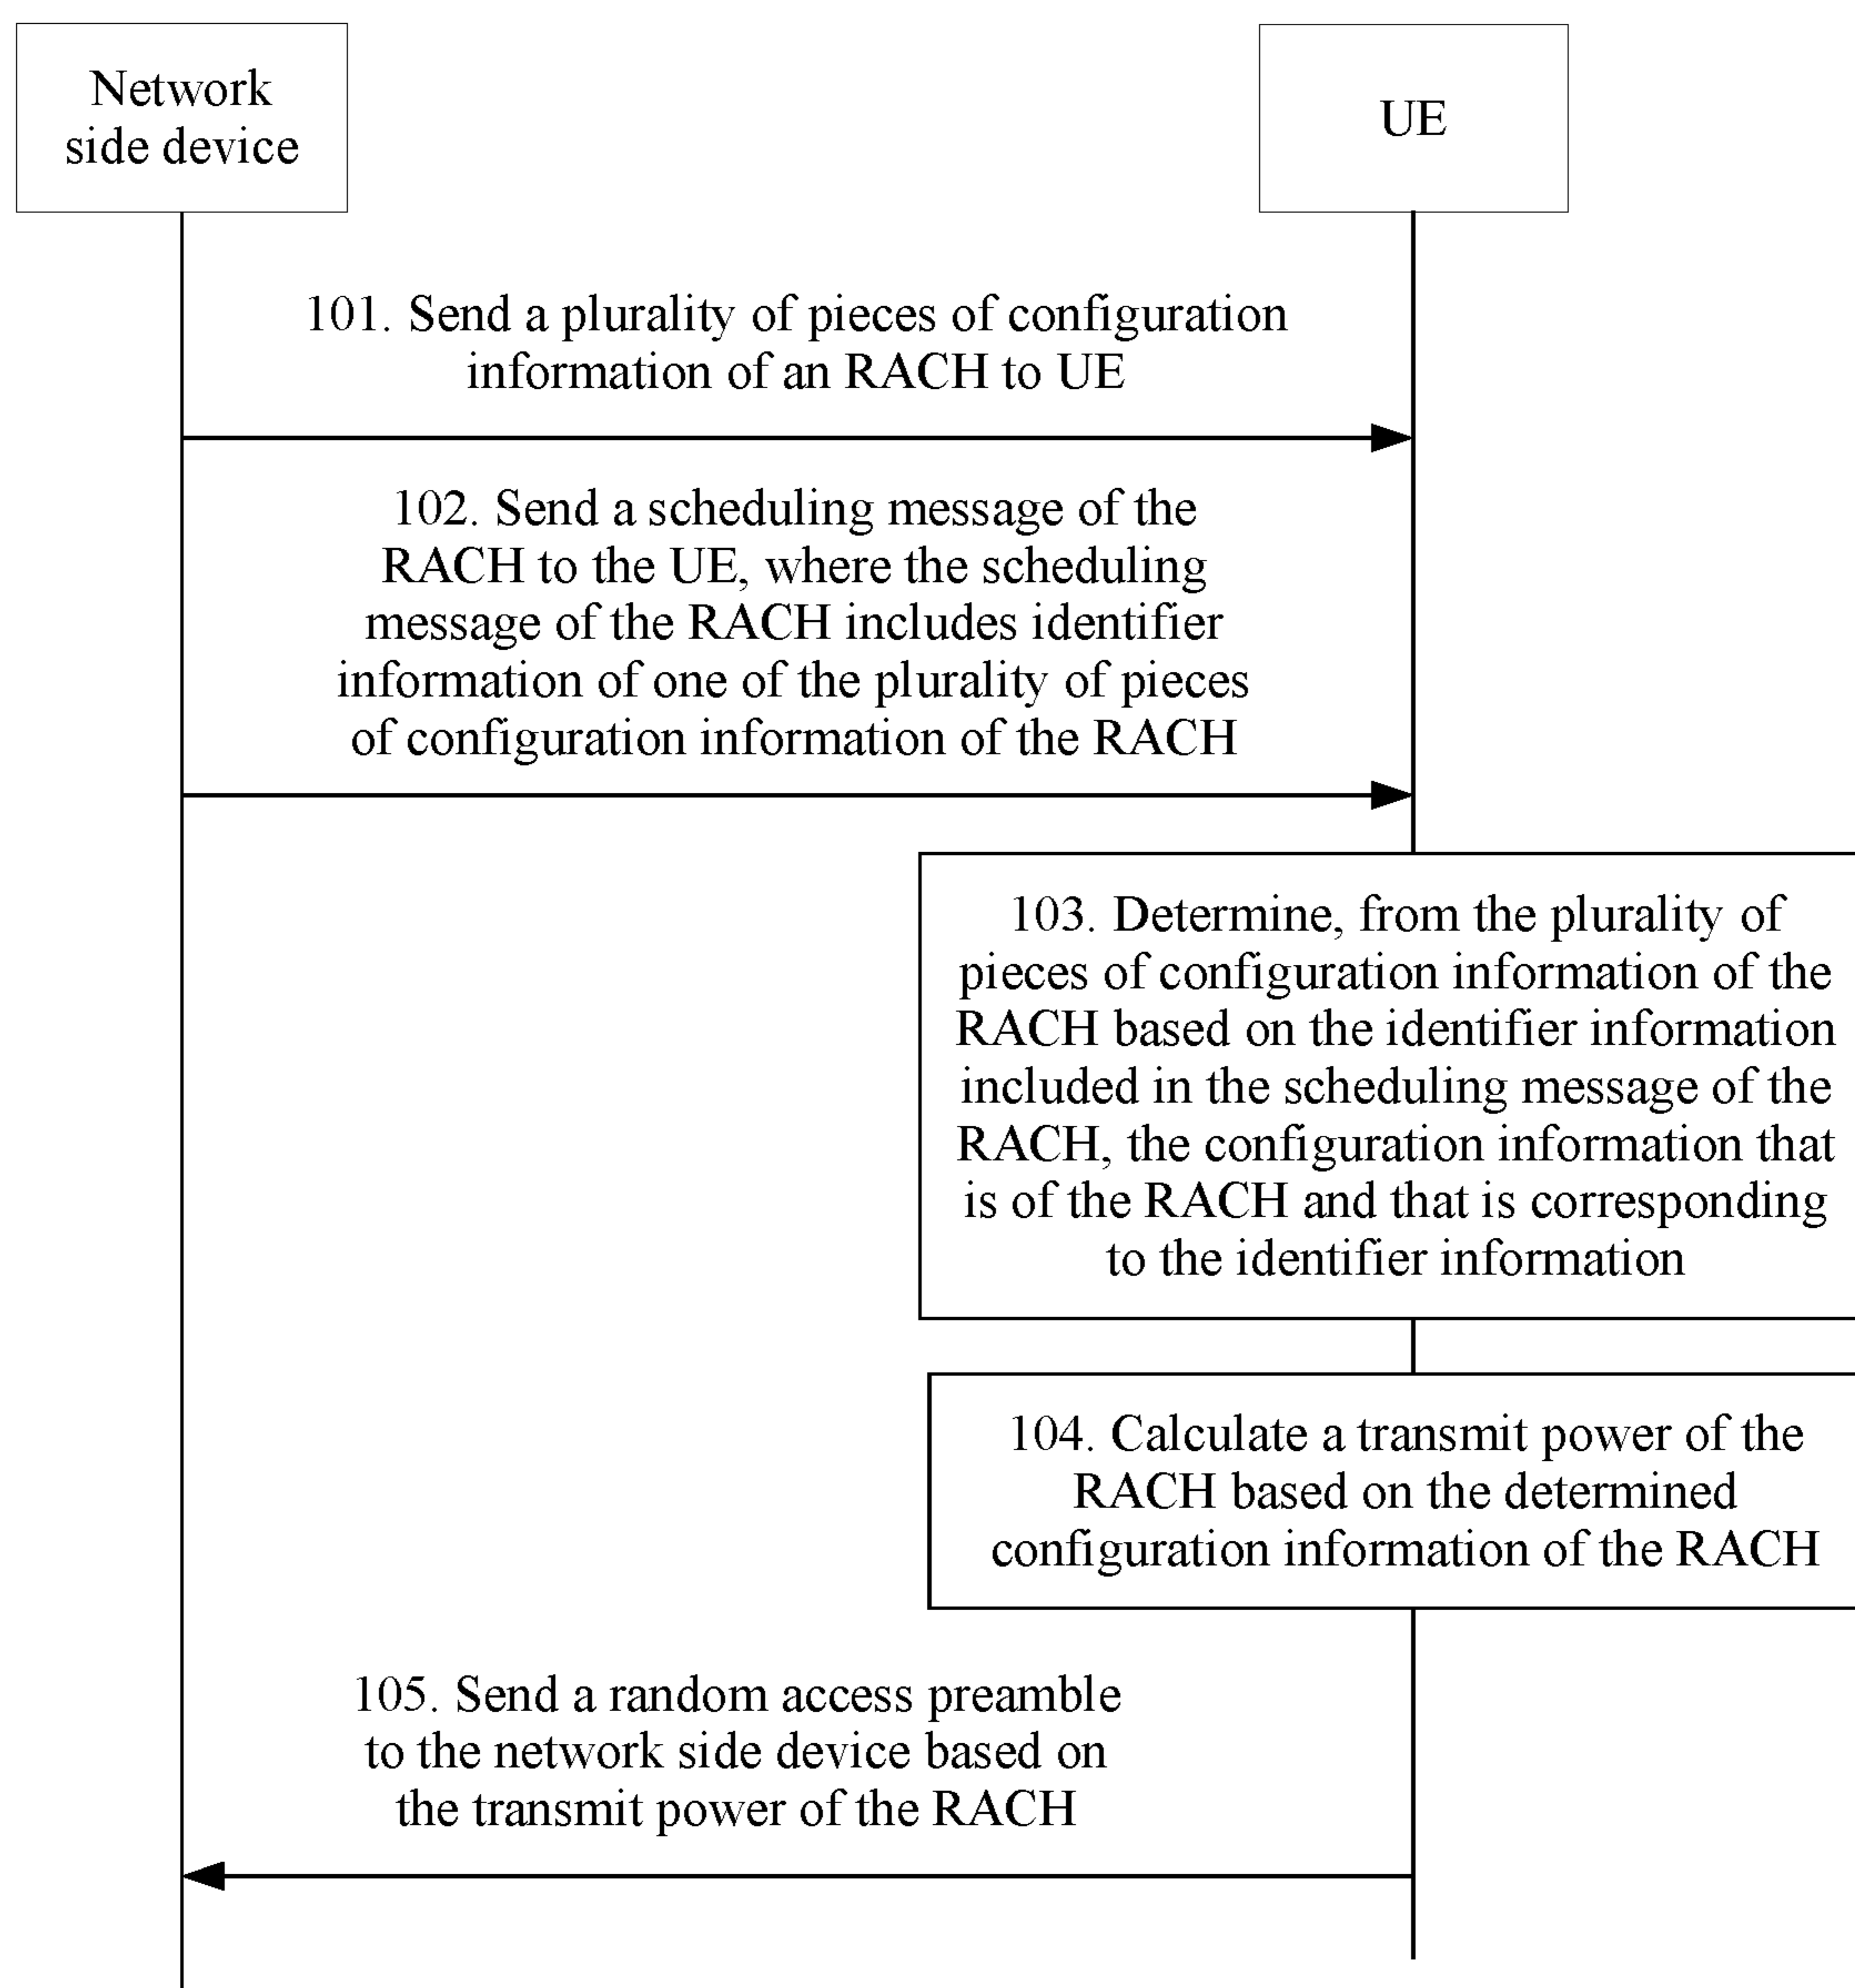 Network
side device
UE
101. Send a plurality of pieces of configuration
information of an RACH to UE
102. Send a scheduling message of the
RACH to the UE, where the scheduling
message of the RACH includes identifier
information of one of the plurality of pieces
of configuration information of the RACH
103. Determine, from the plurality of
pieces of configuration information of the
RACH based on the identifier information
included in the scheduling message of the
RACH, the configuration information that
is of the RACH and that is corresponding
to the identifier information
104. Calculate a transmit power of the
RACH based on the determined
configuration information of the RACH
105. Send a random access preamble
to the network side device based on
the transmit power of the RACH